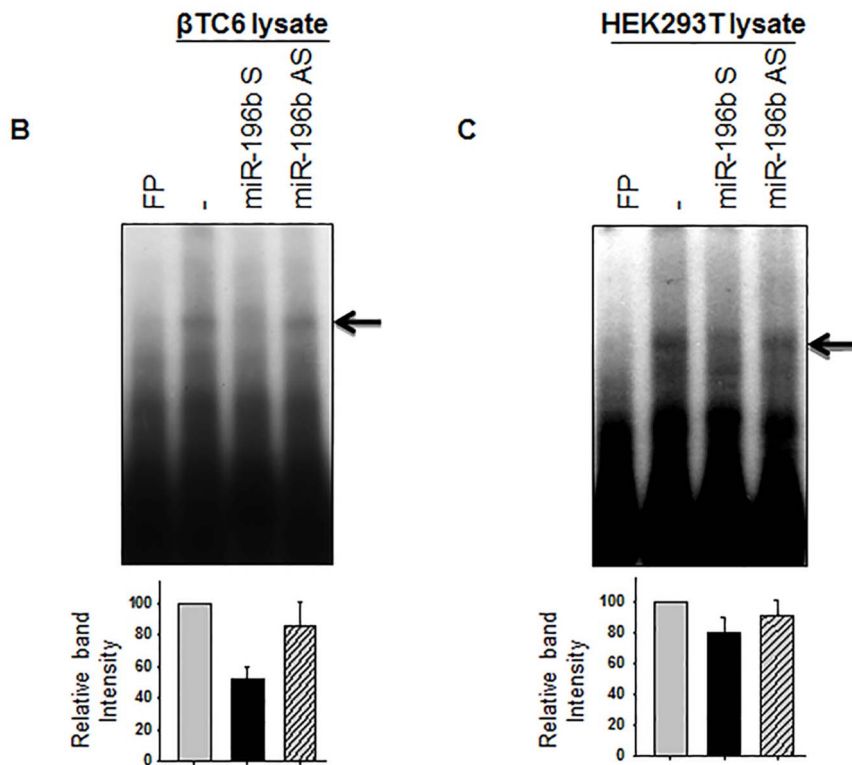 βTC6 lysate
B
FP
-
miR-196b S
miR-196b AS
Relative band
Intensity
100
80
60
40
20
0
HEK293T lysate
C
FP
-
miR-196b S
miR-196b AS
Relative band
Intensity
100
80
60
40
20
0